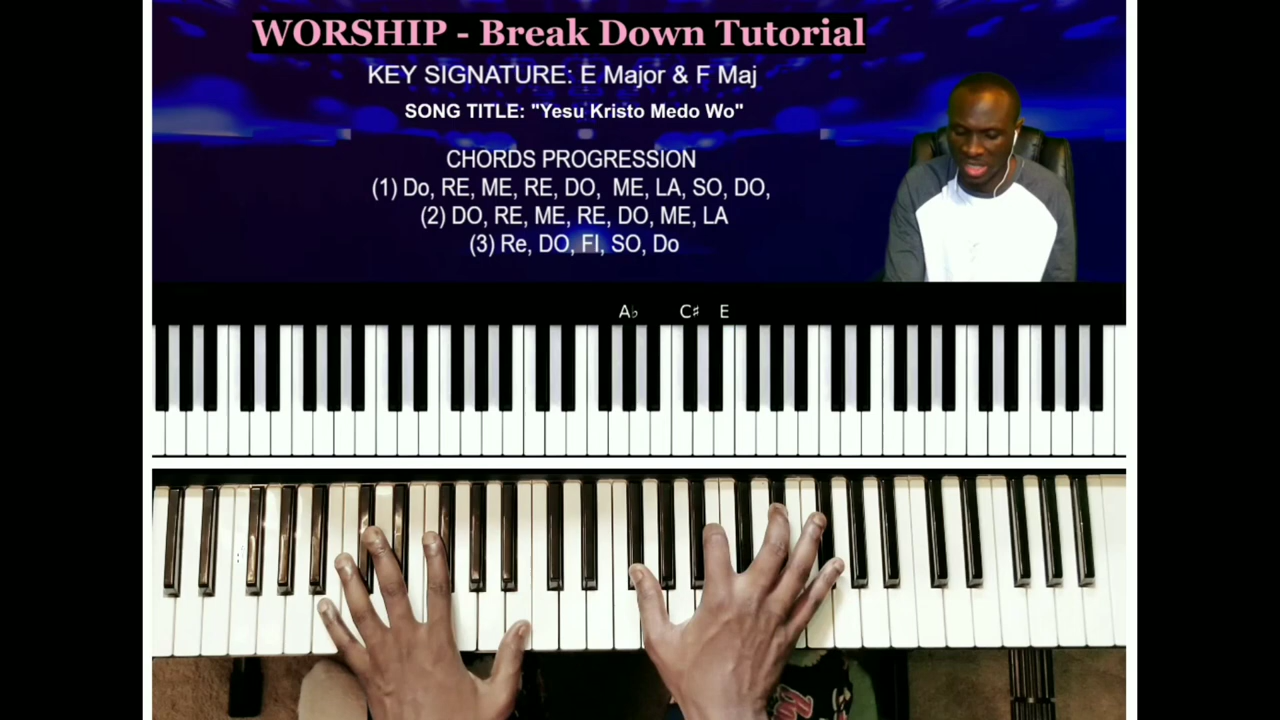 WORSHIP - Break Down Tutorial
KEY SIGNATURE: E Major & F Maj
SONG TITLE: "Yesu Kristo Medo Wo"
CHORDS PROGRESSION
(1) Do, RE, ME, RE, DO, ME, LA, SO, DO,
(2) DO, RE, ME, RE, DO, ME, LA
(3) Re, DO, FI, SO, Do
A♭ C♯ E